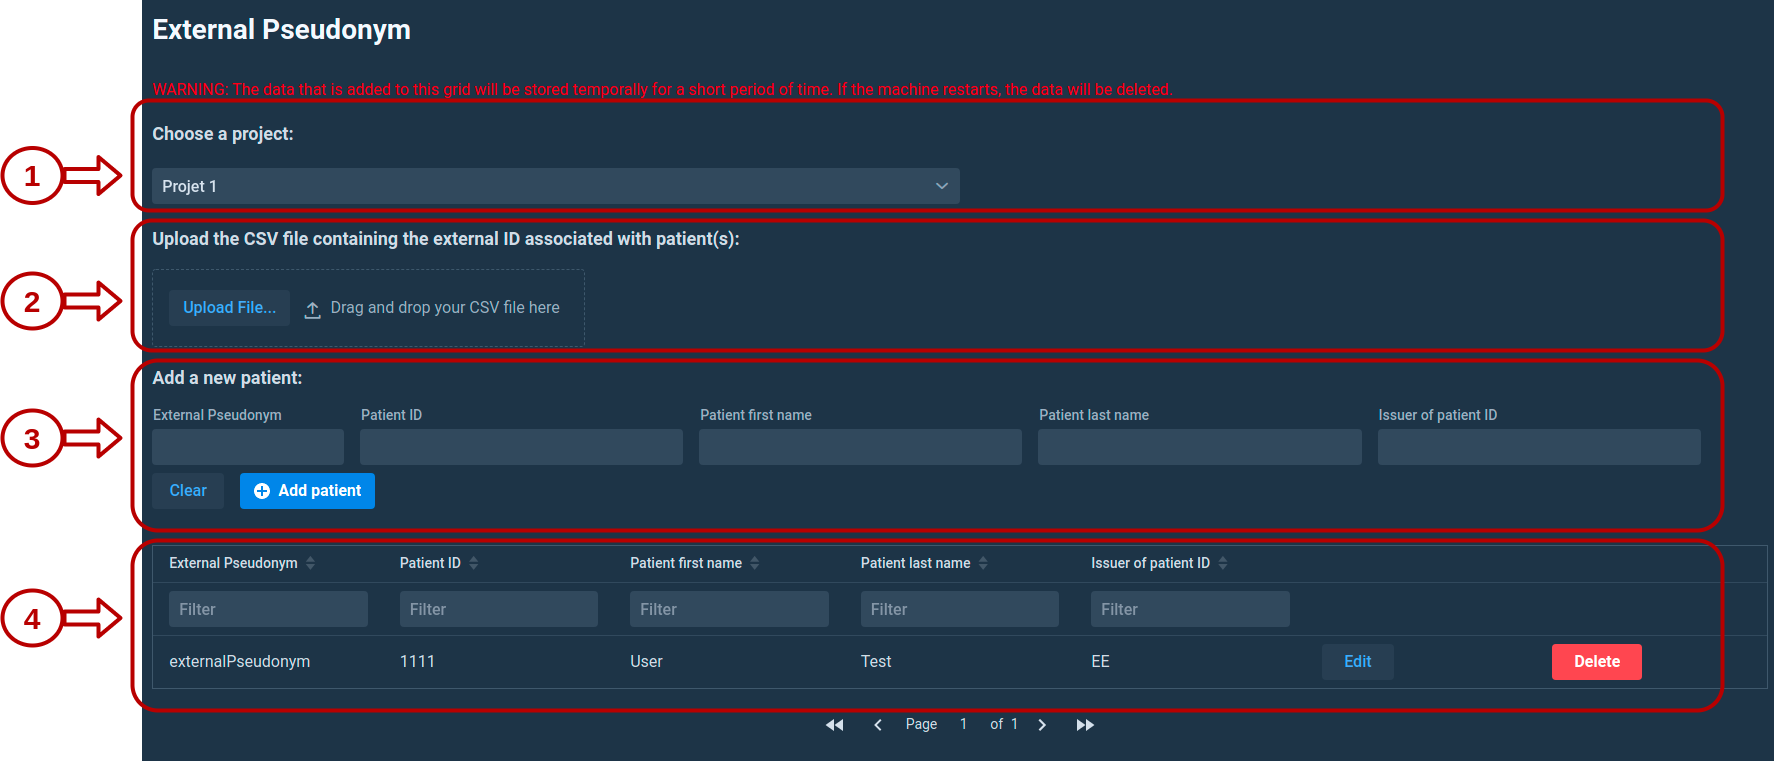 External Pseudonym
WARNING: The data that is added to this grid will be stored temporally for a short period of time. If the machine restarts, the data will be deleted.
1
Choose a project:
Projet 1
2
Upload the CSV file containing the external ID associated with patient(s):
Upload File... Drag and drop your CSV file here
3
Add a new patient:
External Pseudonym Patient ID Patient first name Patient last name Issuer of patient ID
Clear Add patient
4
External Pseudonym Patient ID Patient first name Patient last name Issuer of patient ID
Filter Filter Filter Filter Filter
externalPseudonym 1111 User Test EE Edit Delete
Page 1 of 1